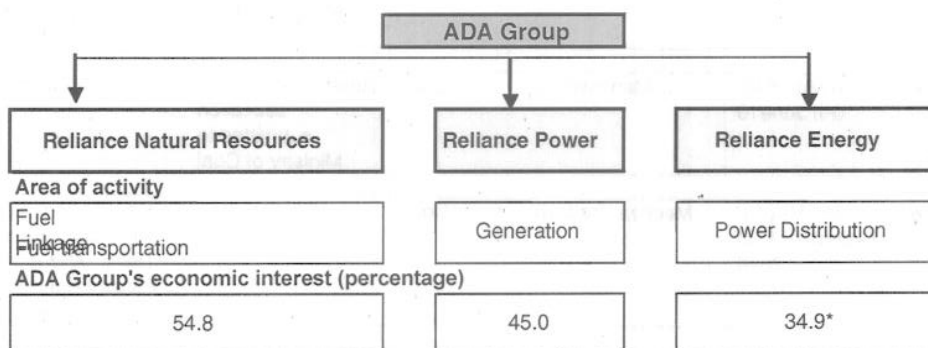 ADA Group
Reliance Natural Resources
Reliance Power
Reliance Energy
Area of activity
Fuel
Linkage
Fuel transportation
Generation
Power Distribution
ADA Group's economic interest (percentage)
54.8
45.0
34.9*